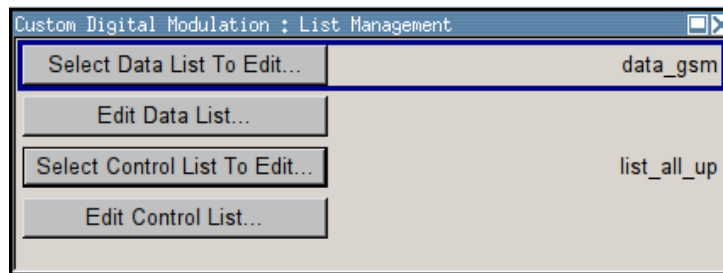 Custom Digital Modulation : List Management
Select Data List To Edit... data_gsm
Edit Data List...
Select Control List To Edit... list_all_up
Edit Control List...